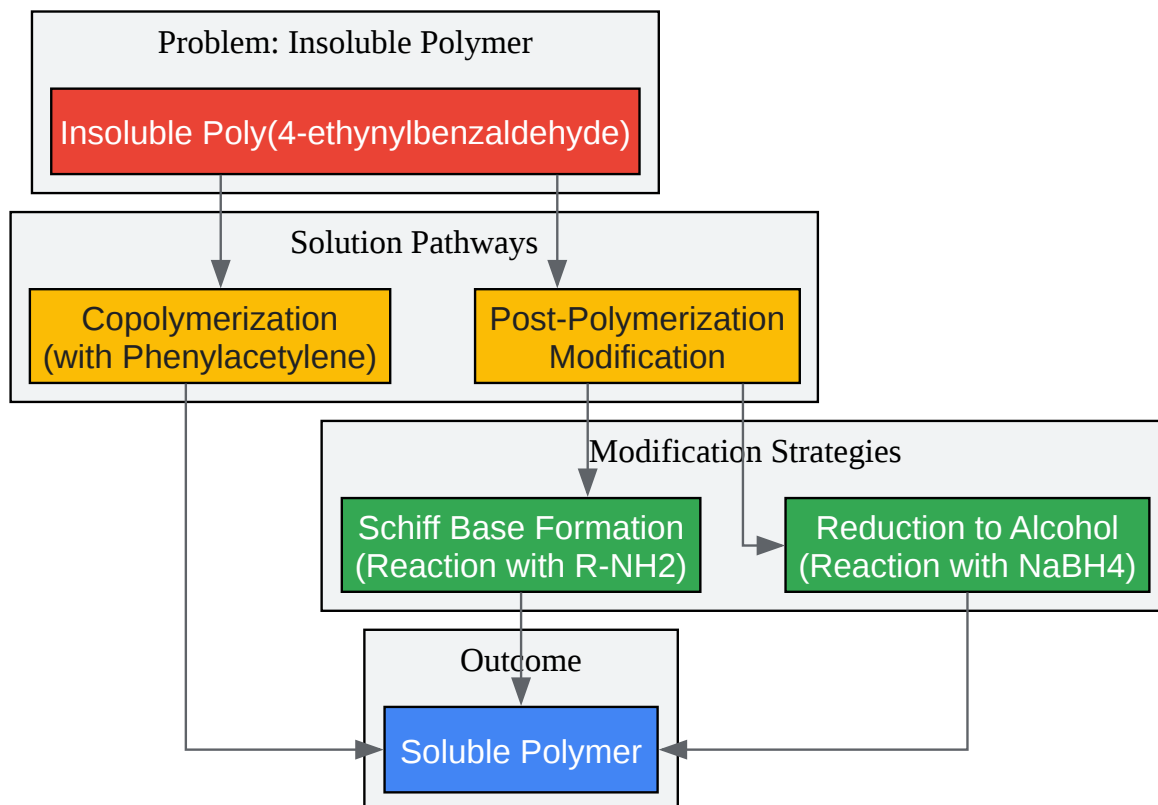 Problem: Insoluble Polymer
Insoluble Poly(4-ethynylbenzaldehyde)
Solution Pathways
Copolymerization
(with Phenylacetylene)
Post-Polymerization
Modification
Modification Strategies
Schiff Base Formation
(Reaction with R-NH2)
Reduction to Alcohol
(Reaction with NaBH4)
Outcome
Soluble Polymer